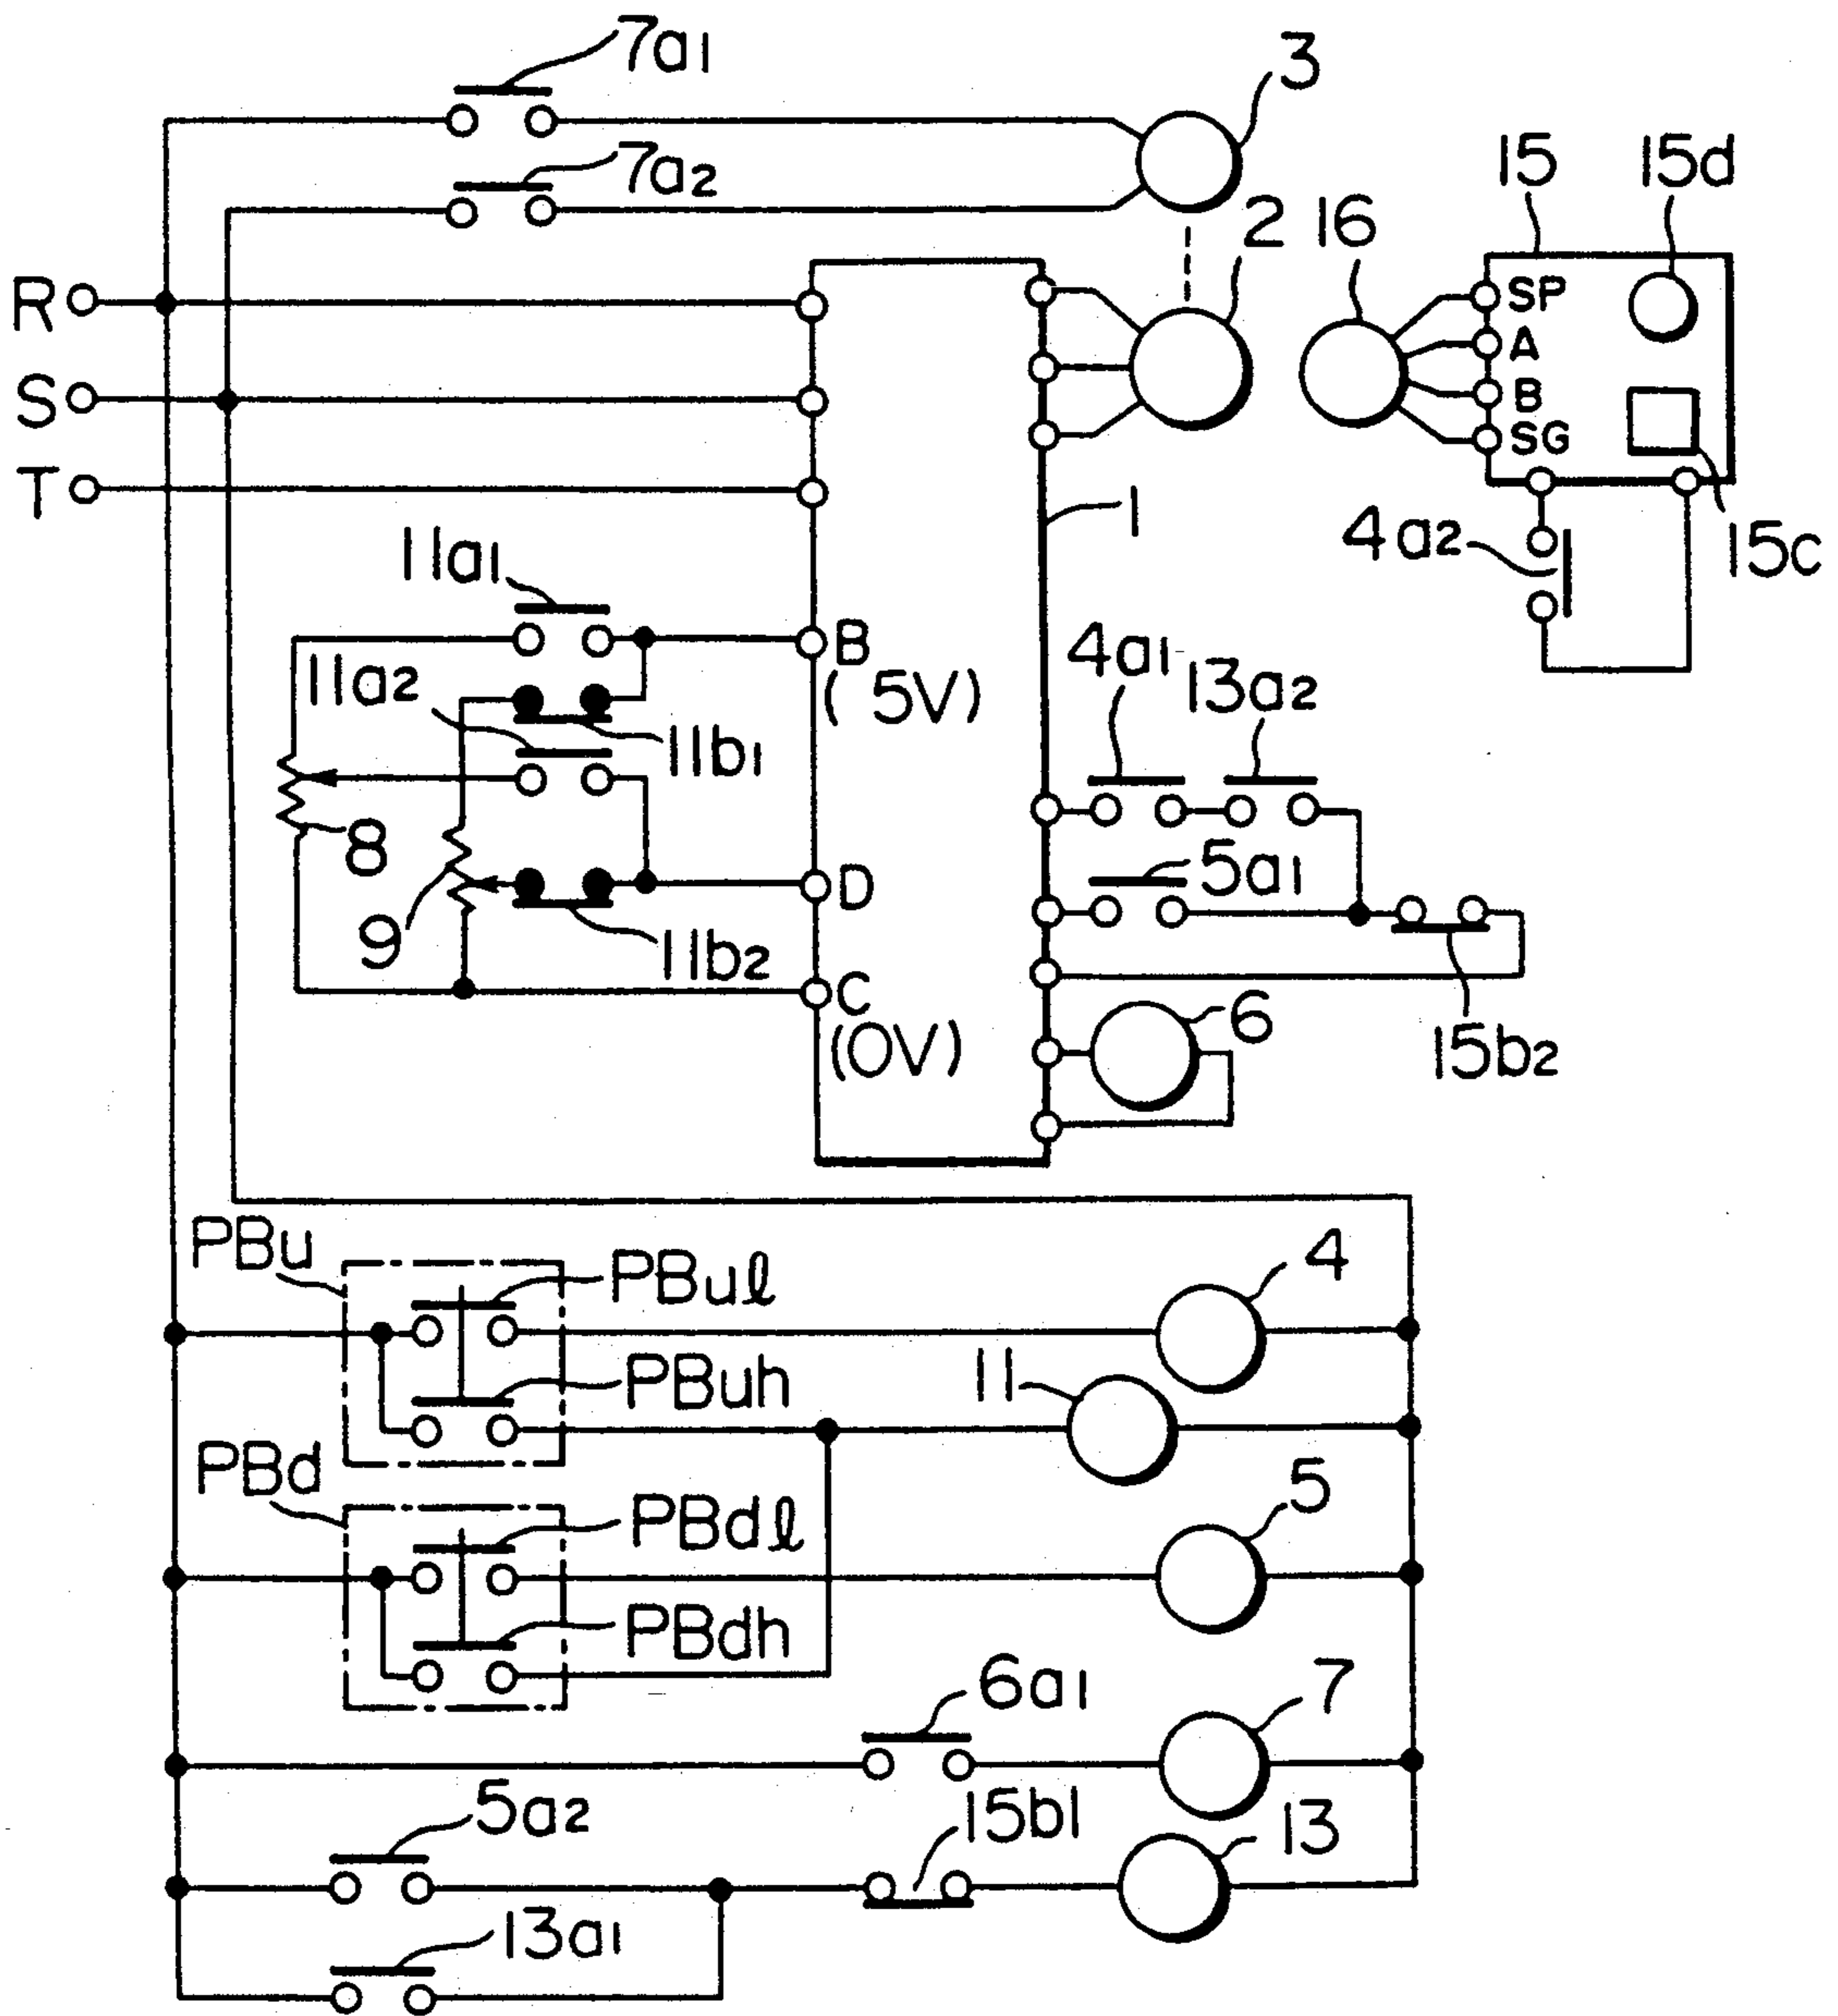 7a1
3
7a2
15
15d
2
16
R
SP
S
A
B
SG
T
1
4a2
15c
11a1
B
(5V)
4a1
13a2
11a2
11b1
8
5a1
D
9
11b2
C
(0V)
6
15b2
PBu
PBuℓ
4
PBuh
11
PBd
PBdℓ
5
PBdh
6a1
7
5a2
15b1
13
13a1